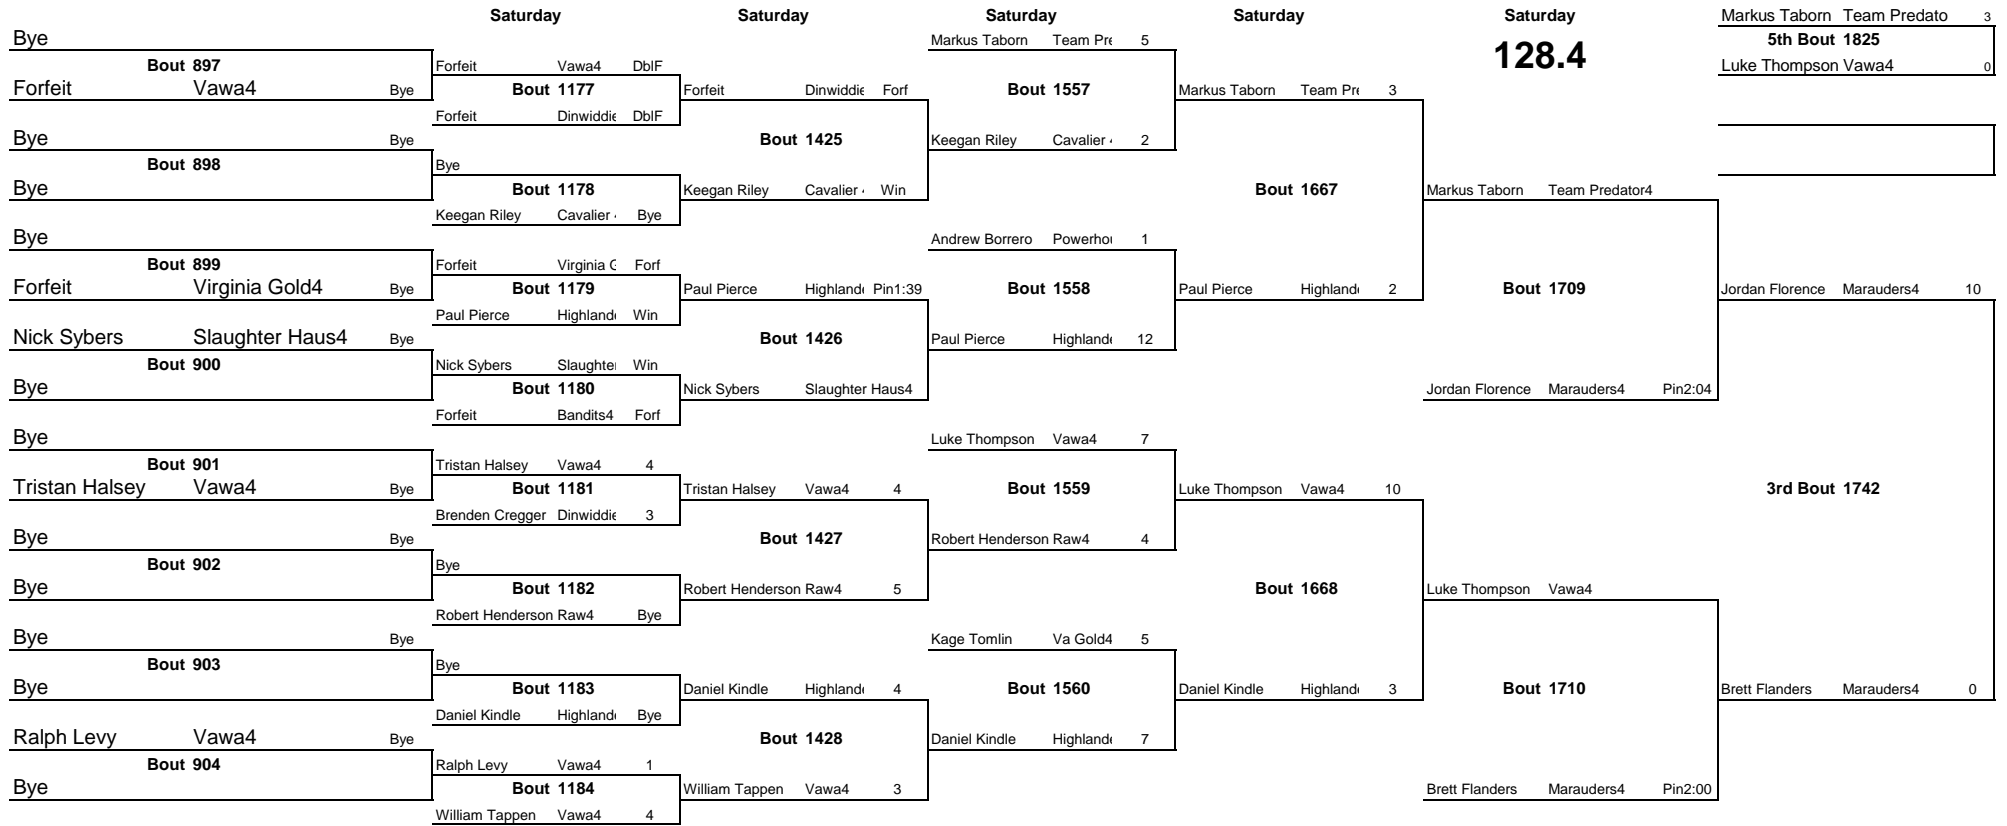 Saturday Saturday Saturday Saturday Saturday Markus Taborn Team Predato 3
Bye Markus Taborn Team Pre 5 128.4 5th Bout 1825
Bout 897 Forfeit Vawa4 DblF Luke Thompson Vawa4 0
Forfeit Vawa4 Bye Bout 1177 Forfeit Dinwiddie Forf Bout 1557 Markus Taborn Team Pre 3
Forfeit Dinwiddie DblF
Bye Bye Bout 1425 Keegan Riley Cavalier 2
Bout 898 Bye
Bye Bout 1178 Keegan Riley Cavalier Win Bout 1667 Markus Taborn Team Predator4
Keegan Riley Cavalier Bye
Bye Andrew Borrero Powerhou 1
Bout 899 Forfeit Virginia G Forf
Forfeit Virginia Gold4 Bye Bout 1179 Paul Pierce Highlande Pin1:39 Bout 1558 Paul Pierce Highlande 2 Bout 1709 Jordan Florence Marauders4 10
Paul Pierce Highlande Win
Nick Sybers Slaughter Haus4 Bye Bout 1426 Paul Pierce Highlande 12
Bout 900 Nick Sybers Slaughter Win
Bye Bout 1180 Nick Sybers Slaughter Haus4 Jordan Florence Marauders4 Pin2:04
Forfeit Bandits4 Forf
Bye Luke Thompson Vawa4 7
Bout 901 Tristan Halsey Vawa4 4
Tristan Halsey Vawa4 Bye Bout 1181 Tristan Halsey Vawa4 4 Bout 1559 Luke Thompson Vawa4 10 3rd Bout 1742
Brenden Cregger Dinwiddie 3
Bye Bye Bout 1427 Robert Henderson Raw4 4
Bout 902 Bye
Bye Bout 1182 Robert Henderson Raw4 5 Bout 1668 Luke Thompson Vawa4
Robert Henderson Raw4 Bye
Bye Bye Kage Tomlin Va Gold4 5
Bout 903 Bye
Bye Bout 1183 Daniel Kindle Highlande 4 Bout 1560 Daniel Kindle Highlande 3 Bout 1710 Brett Flanders Marauders4 0
Daniel Kindle Highlande Bye
Ralph Levy Vawa4 Bye Bout 1428 Daniel Kindle Highlande 7
Bout 904 Ralph Levy Vawa4 1
Bye Bout 1184 William Tappen Vawa4 3 Brett Flanders Marauders4 Pin2:00
William Tappen Vawa4 4